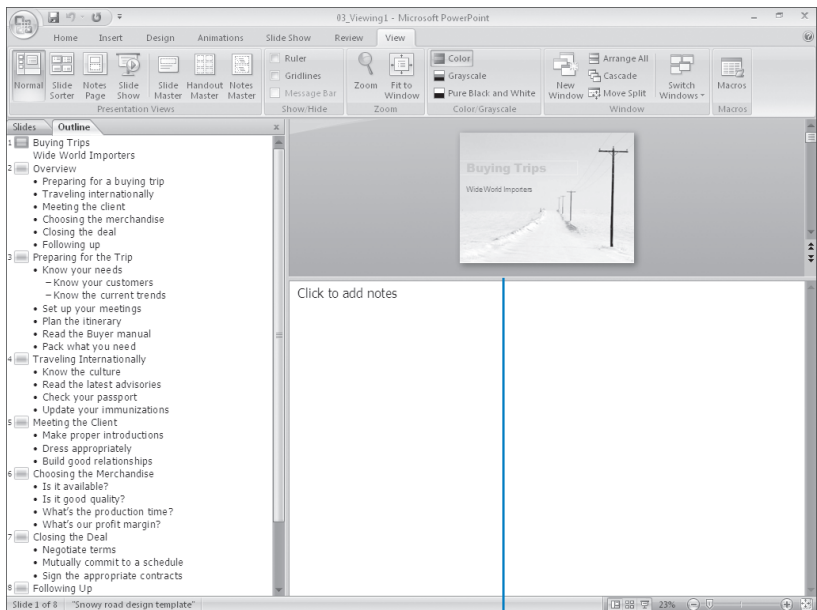 03_Viewing1 - Microsoft PowerPoint
Home Insert Design Animations Slide Show Review View
Normal
Slide Sorter
Notes Page
Slide Show
Slide Master
Handout Master
Notes Master
Presentation Views
Ruler
Gridlines
Message Bar
Show/Hide
Zoom
Fit to Window
Zoom
Color
Grayscale
Pure Black and White
Color/Grayscale
New Window
Arrange All
Cascade
Move Split
Switch Windows
Window
Macros
Macros
Slides Outline
1 Buying Trips
Wide World Importers
2 Overview
• Preparing for a buying trip
• Traveling internationally
• Meeting the client
• Choosing the merchandise
• Closing the deal
• Following up
3 Preparing for the Trip
• Know your needs
– Know your customers
– Know the current trends
• Set up your meetings
• Plan the itinerary
• Read the Buyer manual
• Pack what you need
4 Traveling Internationally
• Know the culture
• Read the latest advisories
• Check your passport
• Update your immunizations
5 Meeting the Client
• Make proper introductions
• Dress appropriately
• Build good relationships
6 Choosing the Merchandise
• Is it available?
• Is it good quality?
• What's the production time?
• What's our profit margin?
7 Closing the Deal
• Negotiate terms
• Mutually commit to a schedule
• Sign the appropriate contracts
8 Following Up
Buying Trips
Wide World Importers
Click to add notes
Slide 1 of 8 "Snowy road design template" 23%